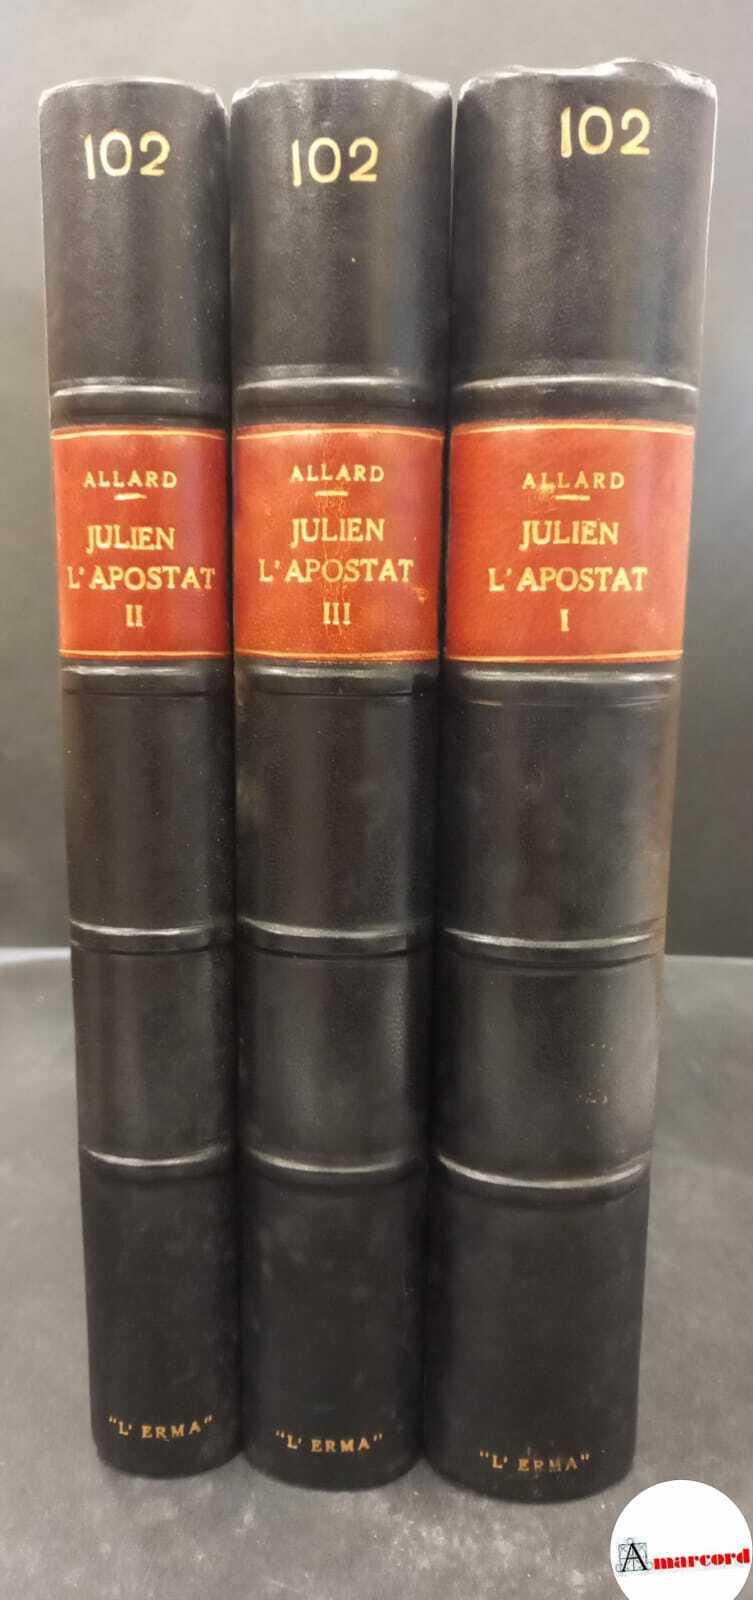 102
ALLARD
JULIEN
L'APOSTAT
II
"L' ERMA"
102
ALLARD
JULIEN
L'APOSTAT
III
"L' ERMA"
102
ALLARD
JULIEN
L'APOSTAT
I
"L' ERMA"
Amarcord